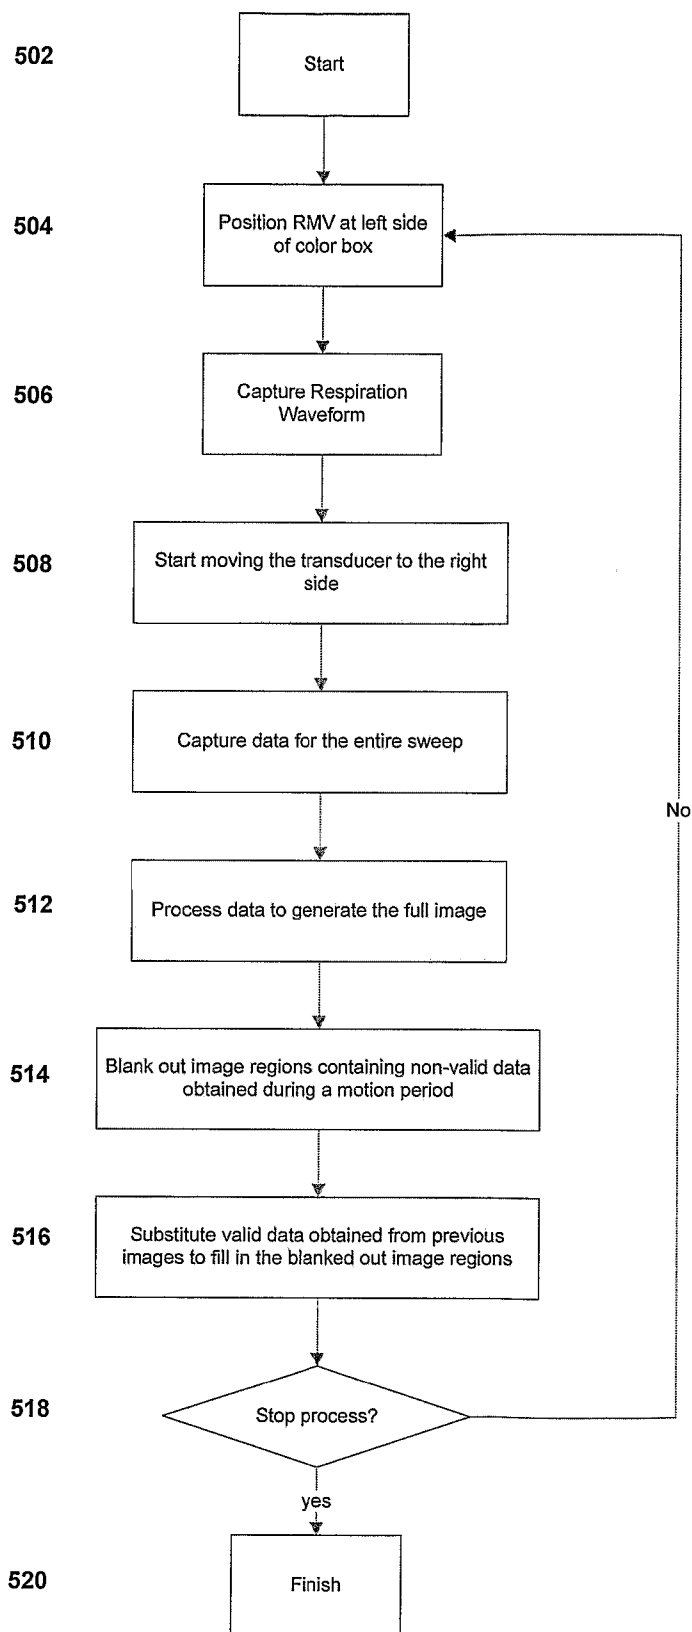 502
Start
504
Position RMV at left side
of color box
506
Capture Respiration
Waveform
508
Start moving the transducer to the right
side
510
Capture data for the entire sweep
No
512
Process data to generate the full image
514
Blank out image regions containing non-valid data
obtained during a motion period
516
Substitute valid data obtained from previous
images to fill in the blanked out image regions
518
Stop process?
yes
520
Finish